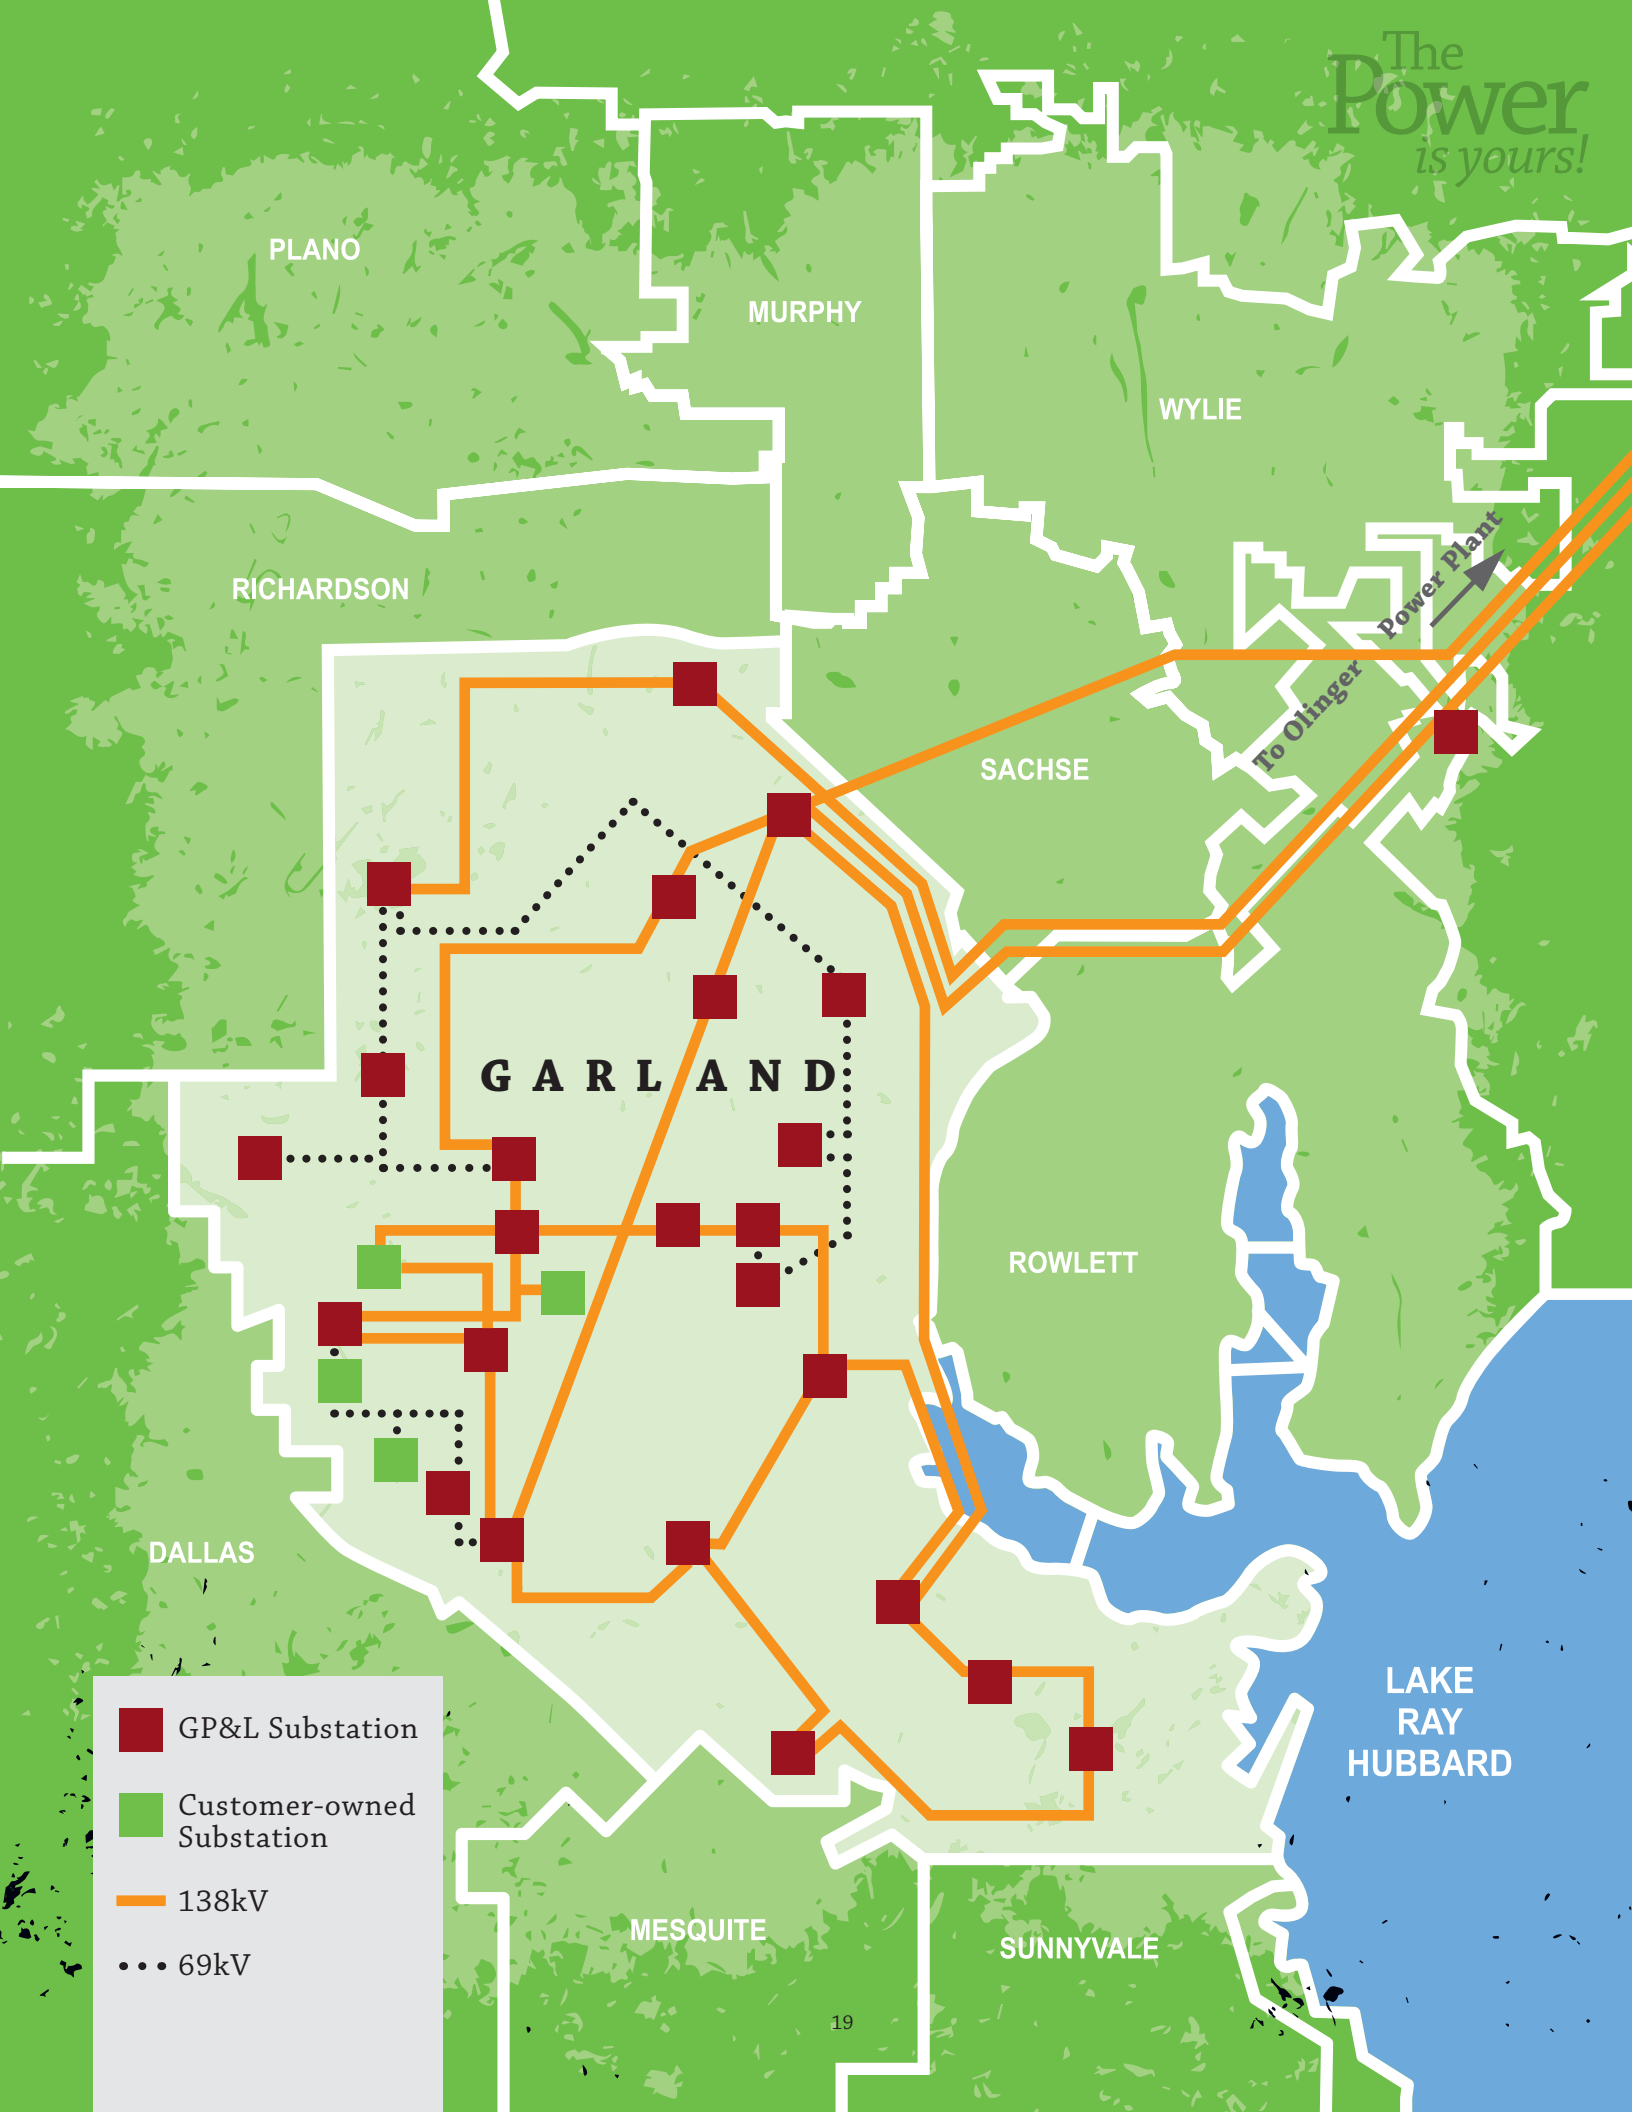 The
Power
is yours!
PLANO
MURPHY
WYLIE
RICHARDSON
To Olinger Power Plant
SACHSE
GARLAND
ROWLETT
DALLAS
LAKE
RAY
HUBBARD
GP&L Substation
Customer-owned
Substation
138kV
69kV
MESQUITE
SUNNYVALE
19